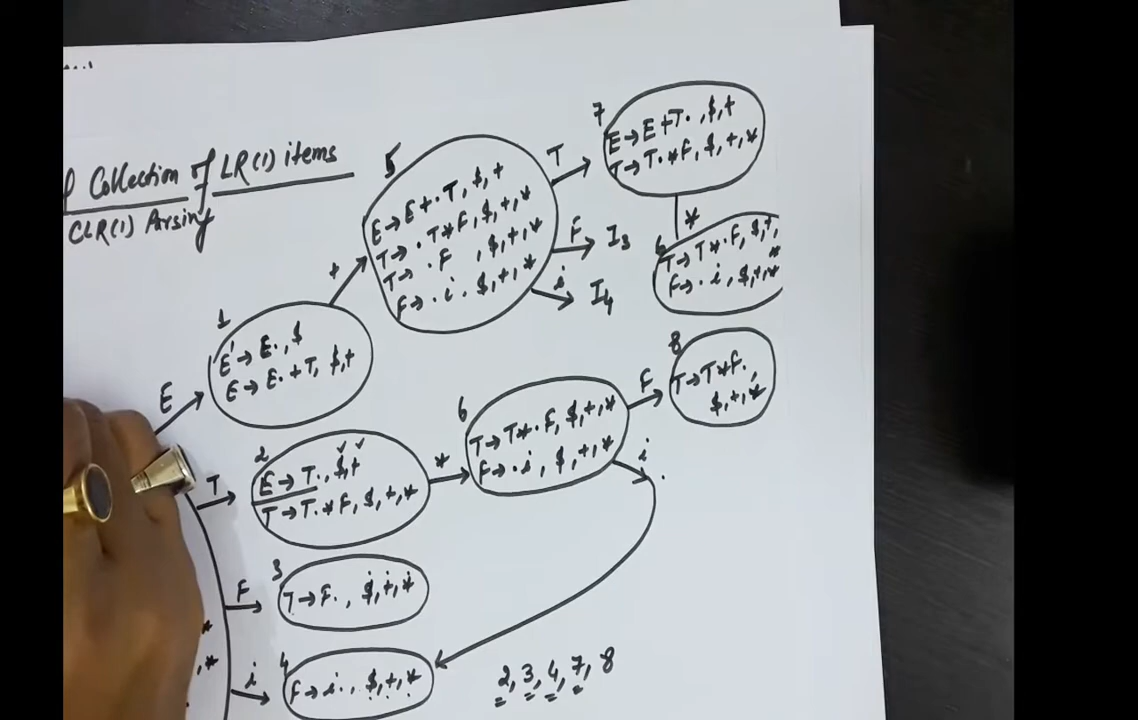 Collection of LR(1) items
CLR(1) Parsing
5
E → E + . T, $, +
T → . T * F, $, +, *
T → . F , $, +, *
F → . i . $, +, *
T
F
I3
i
I4
7
E → E + T . , $, +
T → T . * F, $, +, *
*
6
T → T * . F, $, +,
*
F → . i , $, +, *
+
1
E' → E . , $
E → E . + T, $, +
E
2
E → T . , $, +
T → T . * F, $, +, *
T
*
6
T → T * . F, $, +, *
F → . i , $, +, *
F
8
T → T * F . ,
$, +, *
i
F
3
T → F . , $, +, *
i
4
F → i . , $, +, *
2, 3, 4, 7, 8
*
, *